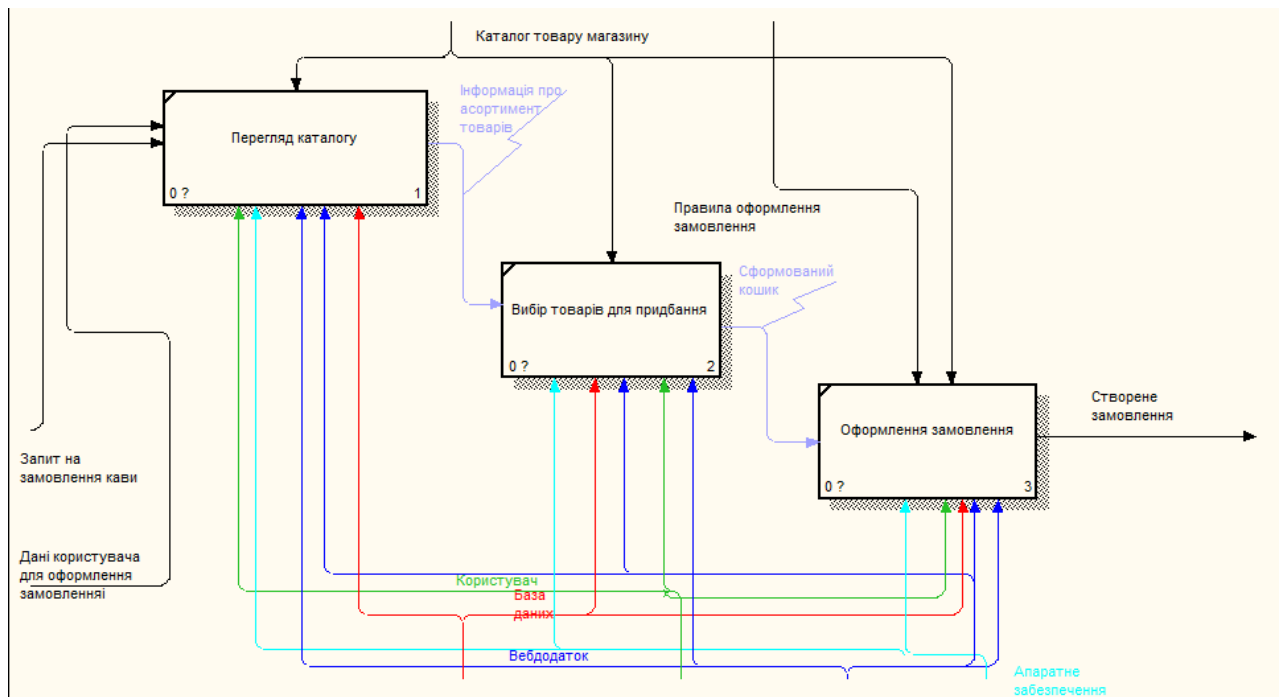 Каталог товару магазину
Інформація про
асортимент
товарів
Перегляд каталогу
0 ?
1
Правила оформлення
замовлення
Сформований
кошик
Вибір товарів для придбання
0 ?
2
Створене
замовлення
Оформлення замовлення
0 ?
3
Запит на
замовлення кави
Дані користувача
для оформлення
замовленняі
Користувач
База
даних
Вебдодаток
Апаратне
забезпечення